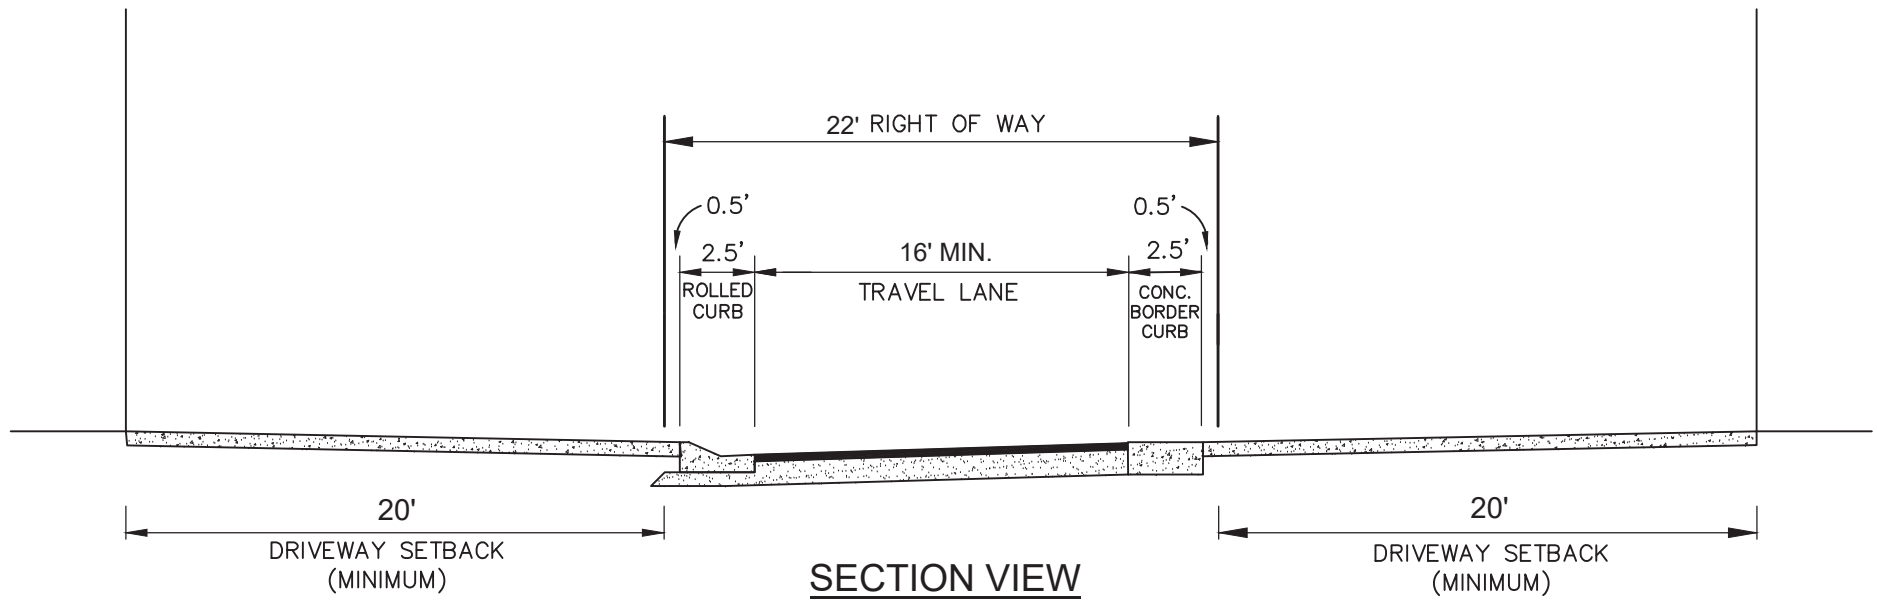 22' RIGHT OF WAY
0.5' 0.5'
2.5' 16' MIN. 2.5'
ROLLED CURB
TRAVEL LANE
CONC.
BORDER
CURB
20'
DRIVEWAY SETBACK
(MINIMUM)
20'
DRIVEWAY SETBACK
(MINIMUM)
SECTION VIEW